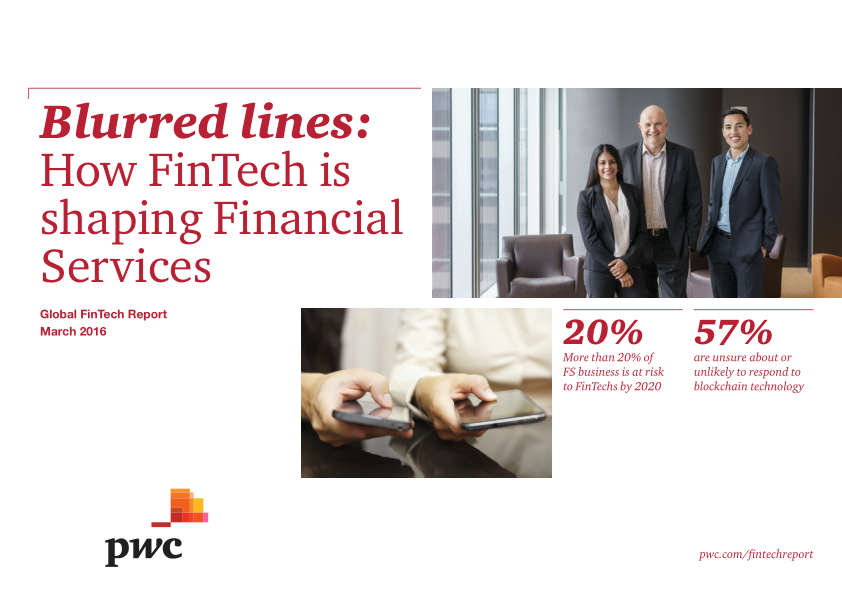 Blurred lines:
How FinTech is
shaping Financial
Services
Global FinTech Report
March 2016
20%
More than 20% of
FS business is at risk
to FinTechs by 2020
57%
are unsure about or
unlikely to respond to
blockchain technology
pwc
pwc.com/fintechreport